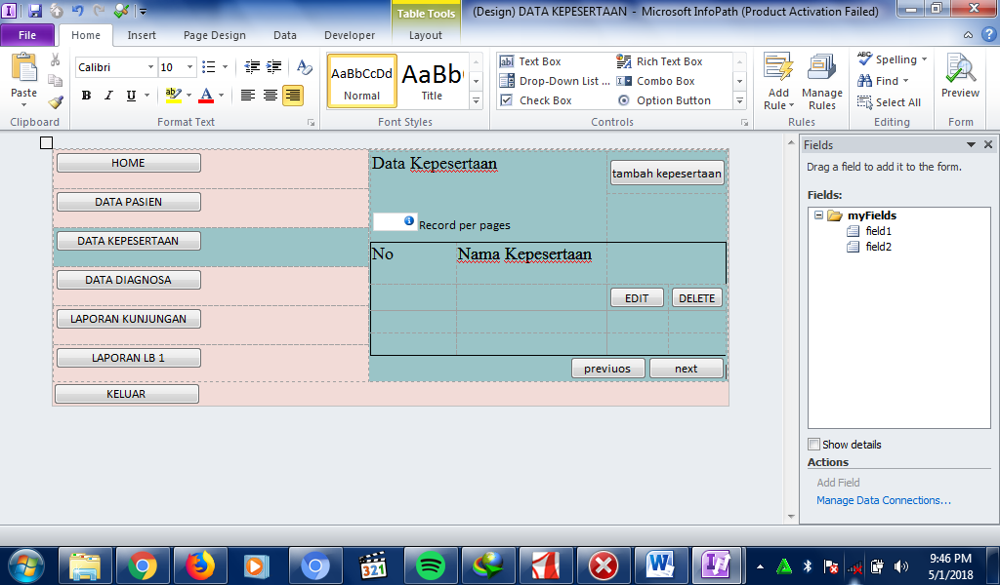 Table Tools
(Design) DATA KEPESERTAAN - Microsoft InfoPath (Product Activation Failed)
File Home Insert Page Design Data Developer Layout
Paste
Clipboard
Calibri 10
B I U ab A
Format Text
AaBbCcDd AaBb
Normal Title
Font Styles
Text Box Rich Text Box
Drop-Down List ... Combo Box
Check Box Option Button
Controls
Add Rule Manage Rules
Rules
ABC Spelling
Find
Select All
Editing
Preview
Form
HOME
DATA PASIEN
DATA KEPESERTAAN
DATA DIAGNOSA
LAPORAN KUNJUNGAN
LAPORAN LB 1
KELUAR
Data Kepesertaan
tambah kepesertaan
Record per pages
No Nama Kepesertaan
EDIT DELETE
previuos next
Fields
Drag a field to add it to the form.
Fields:
myFields
field1
field2
Show details
Actions
Add Field
Manage Data Connections...
321
9:46 PM
5/1/2018